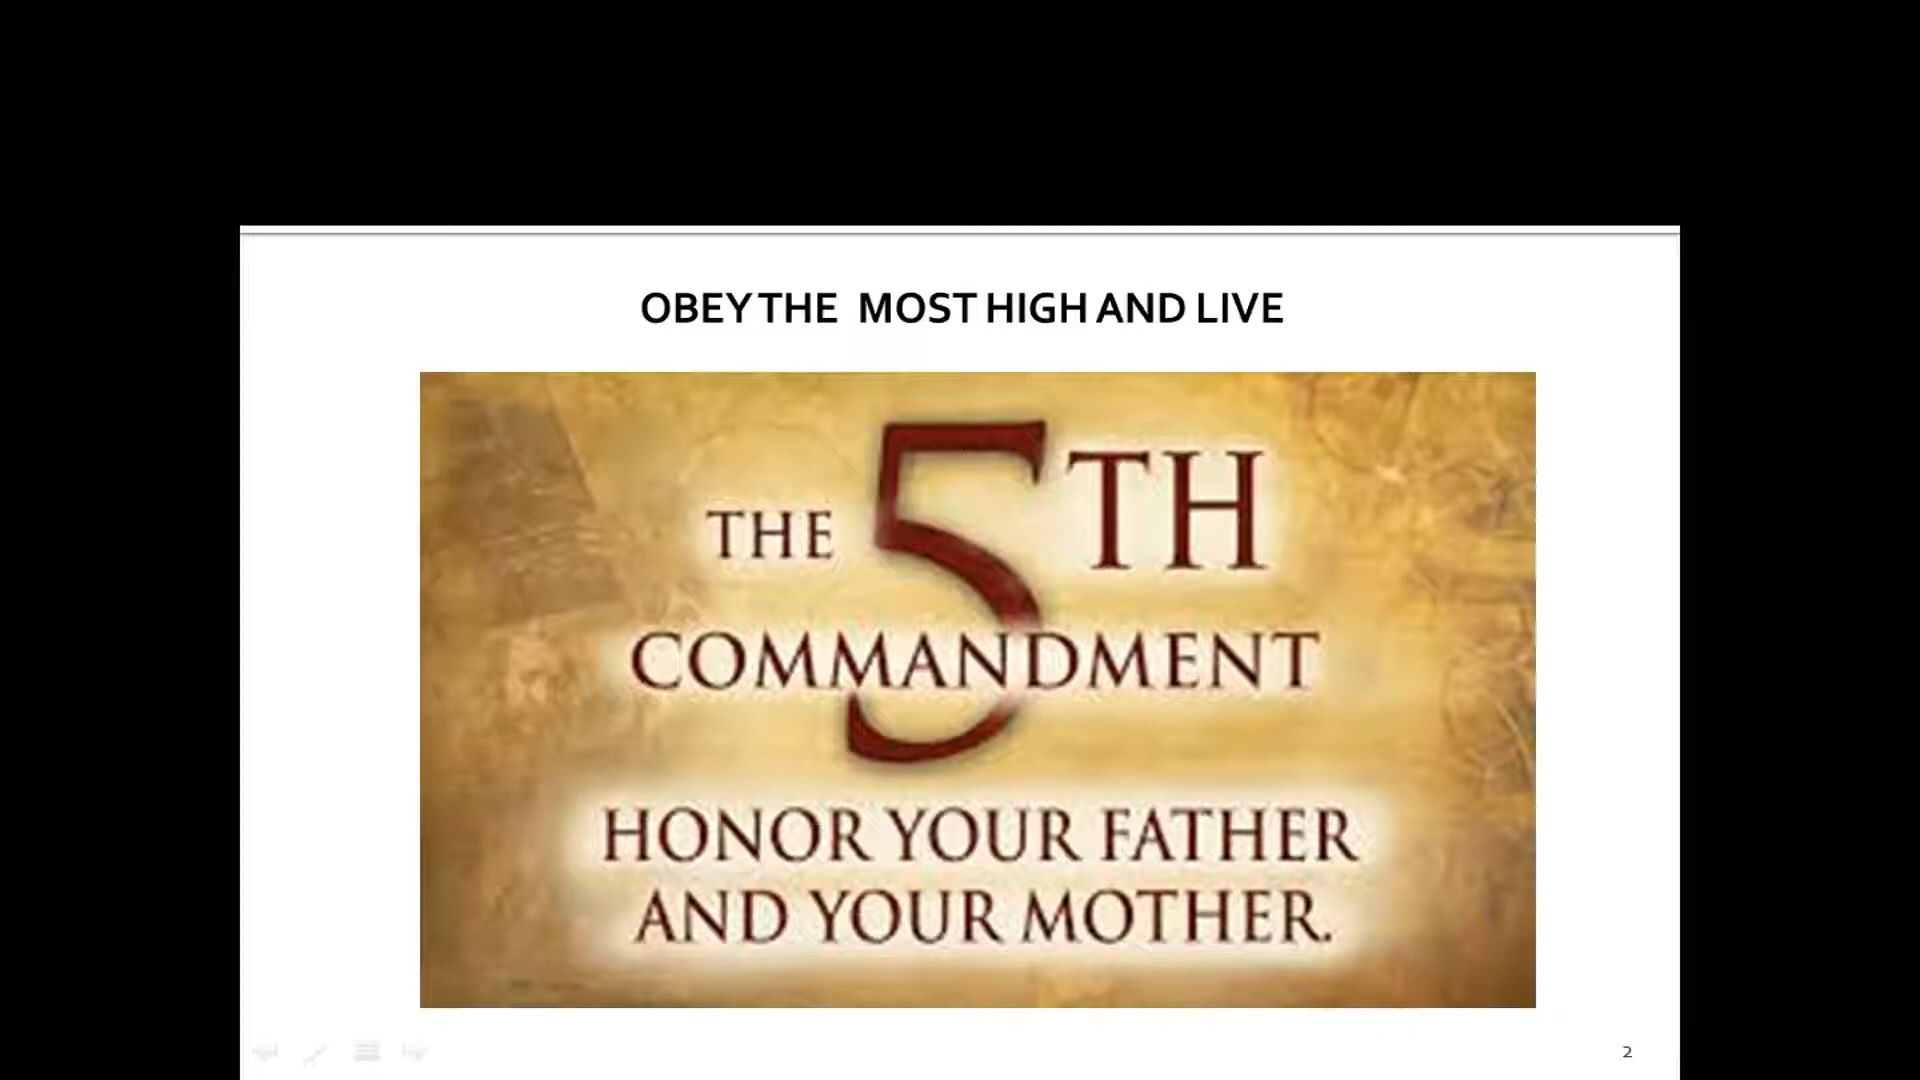 OBEY THE MOST HIGH AND LIVE
THE 5TH
COMMANDMENT
HONOR YOUR FATHER
AND YOUR MOTHER.
2